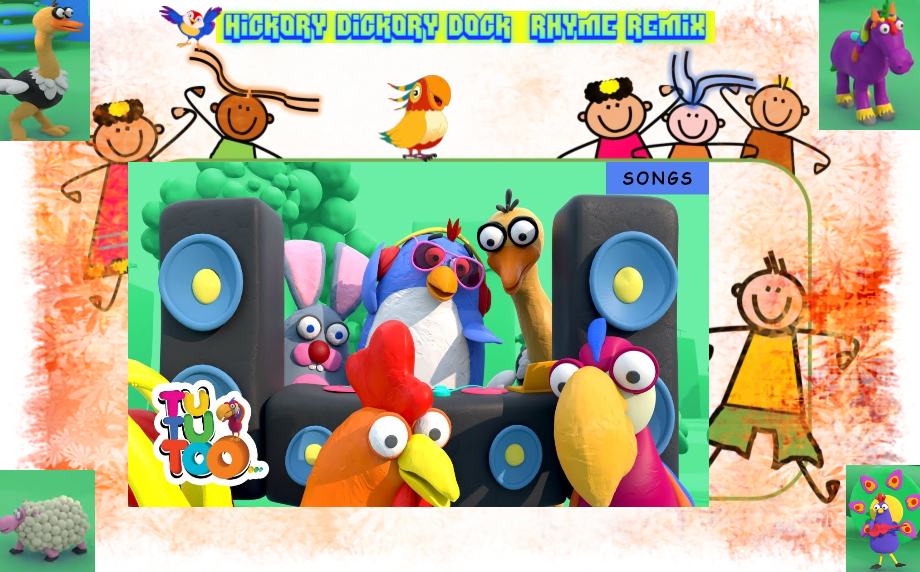 HICKORY DICKORY DOCK RHYME REMIX
SONGS
TU
TU
TOO